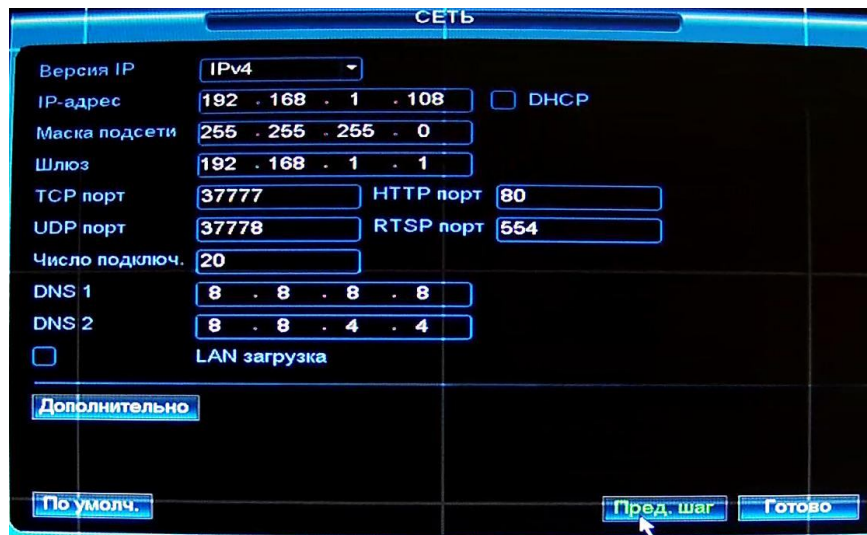 СЕТЬ
Версия IP IPv4
IP-адрес 192 . 168 . 1 . 108 DHCP
Маска подсети 255 . 255 . 255 . 0
Шлюз 192 . 168 . 1 . 1
TCP порт 37777 HTTP порт 80
UDP порт 37778 RTSP порт 554
Число подключ. 20
DNS 1 8 . 8 . 8 . 8
DNS 2 8 . 8 . 4 . 4
LAN загрузка
Дополнительно
По умолч. Пред. шаг Готово